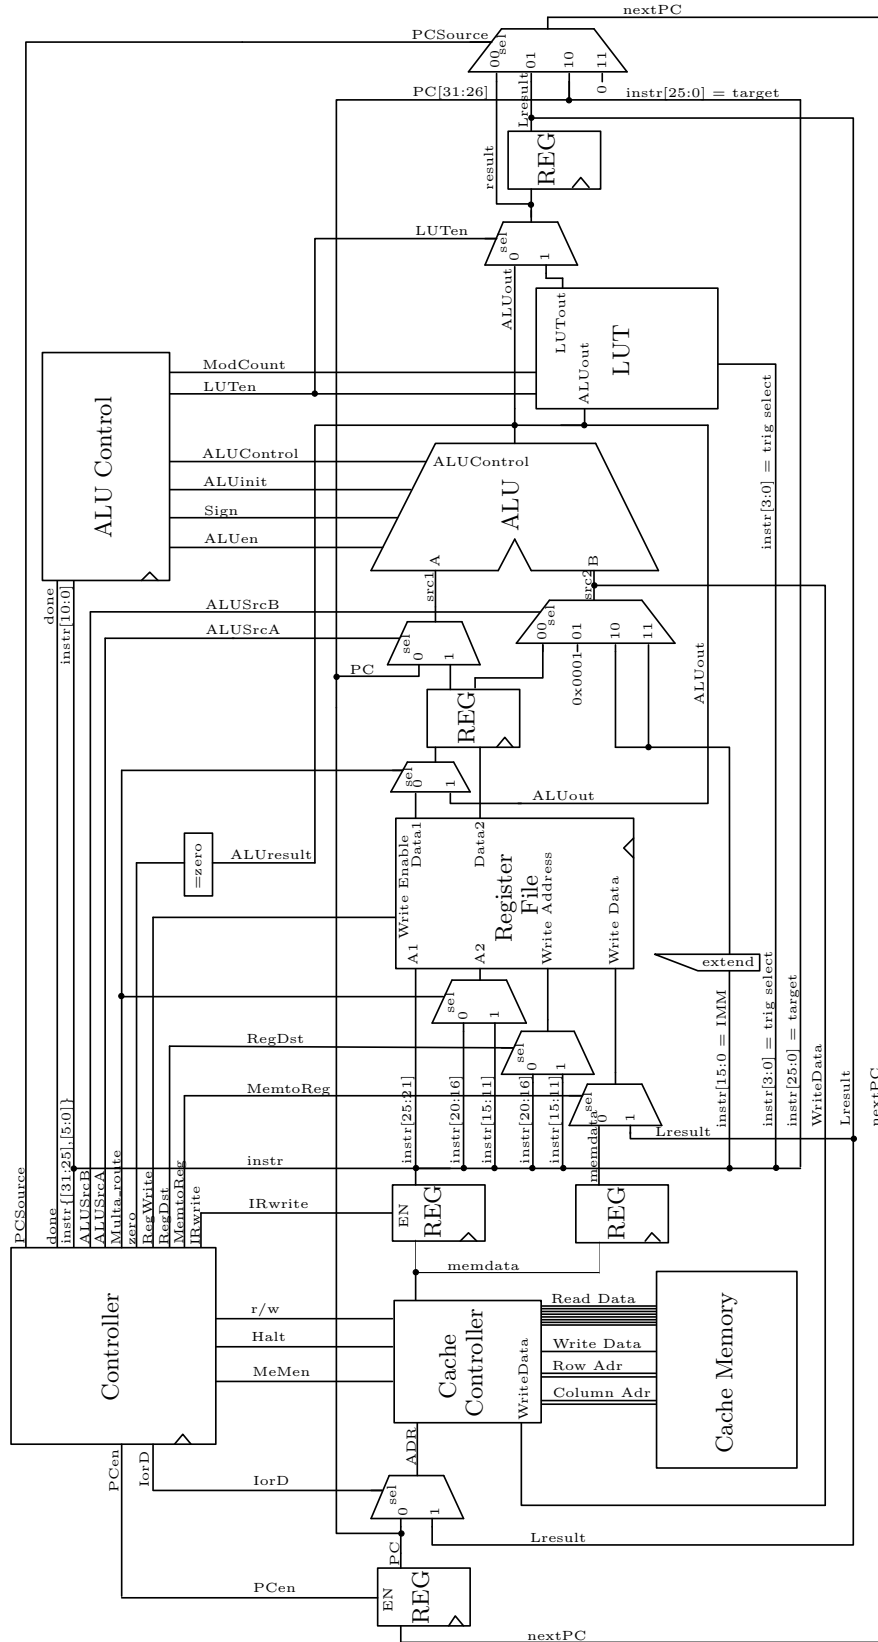 nextPC
PCSource
sel
00
01
10
0
11
PC[31:26]
Lresult
instr[25:0] = target
REG
result
LUTen
sel
0
1
ALUout
LUTout
ALUout
LUT
ModCount
LUTen
ALU Control
ALUControl
ALUControl
ALUinit
Sign
ALUen
ALU
A
B
instr[3:0] = trig select
done
instr[10:0]
src1
src2
ALUSrcB
ALUSrcA
sel
0
1
sel
00
01
10
11
0x0001
PC
ALUout
REG
sel
0
1
ALUout
=zero
ALUresult
Write Enable
Data1
Data2
Register
File
Write Address
Write Data
A1
A2
extend
sel
0
1
RegDst
sel
0
1
MemtoReg
sel
0
1
instr[25:21]
instr[20:16]
instr[15:11]
instr[20:16]
instr[15:11]
memdata
Lresult
instr[15:0 = IMM
instr[3:0] = trig select
instr[25:0] = target
WriteData
Lresult
nextPC
instr
PCSource
done
instr{[31:25],[5:0]}
ALUSrcB
ALUSrcA
Multa_route
zero
RegWrite
RegDst
MemtoReg
IRwrite
IRwrite
EN
REG
REG
memdata
Controller
r/w
Halt
MeMen
Cache
Controller
WriteData
Read Data
Write Data
Row Adr
Column Adr
Cache Memory
PCen
IorD
ADR
IorD
sel
0
1
PC
Lresult
PCen
EN
REG
nextPC